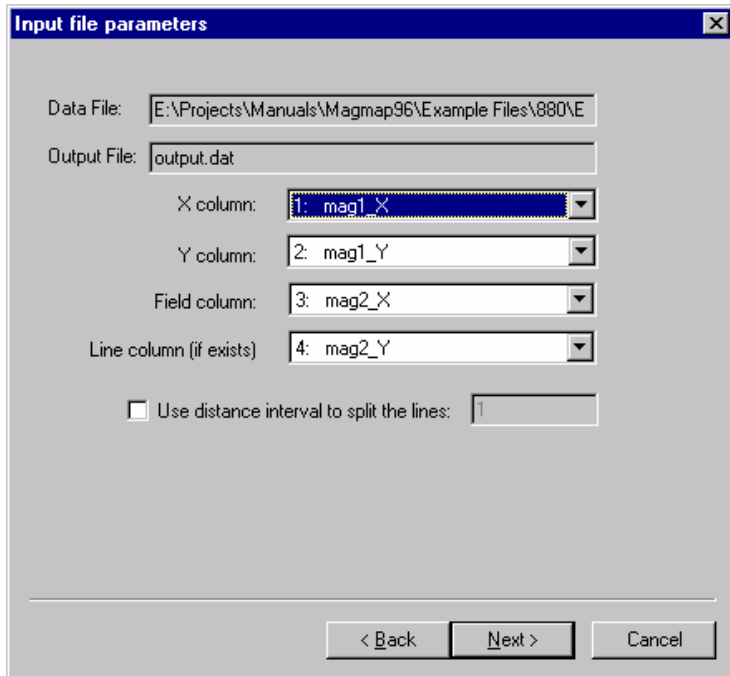 Input file parameters
Data File: E:\Projects\Manuals\Magmap96\Example Files\880\E
Output File: output.dat
X column: 1: mag1_X
Y column: 2: mag1_Y
Field column: 3: mag2_X
Line column (if exists) 4: mag2_Y
Use distance interval to split the lines: 1
< Back Next > Cancel